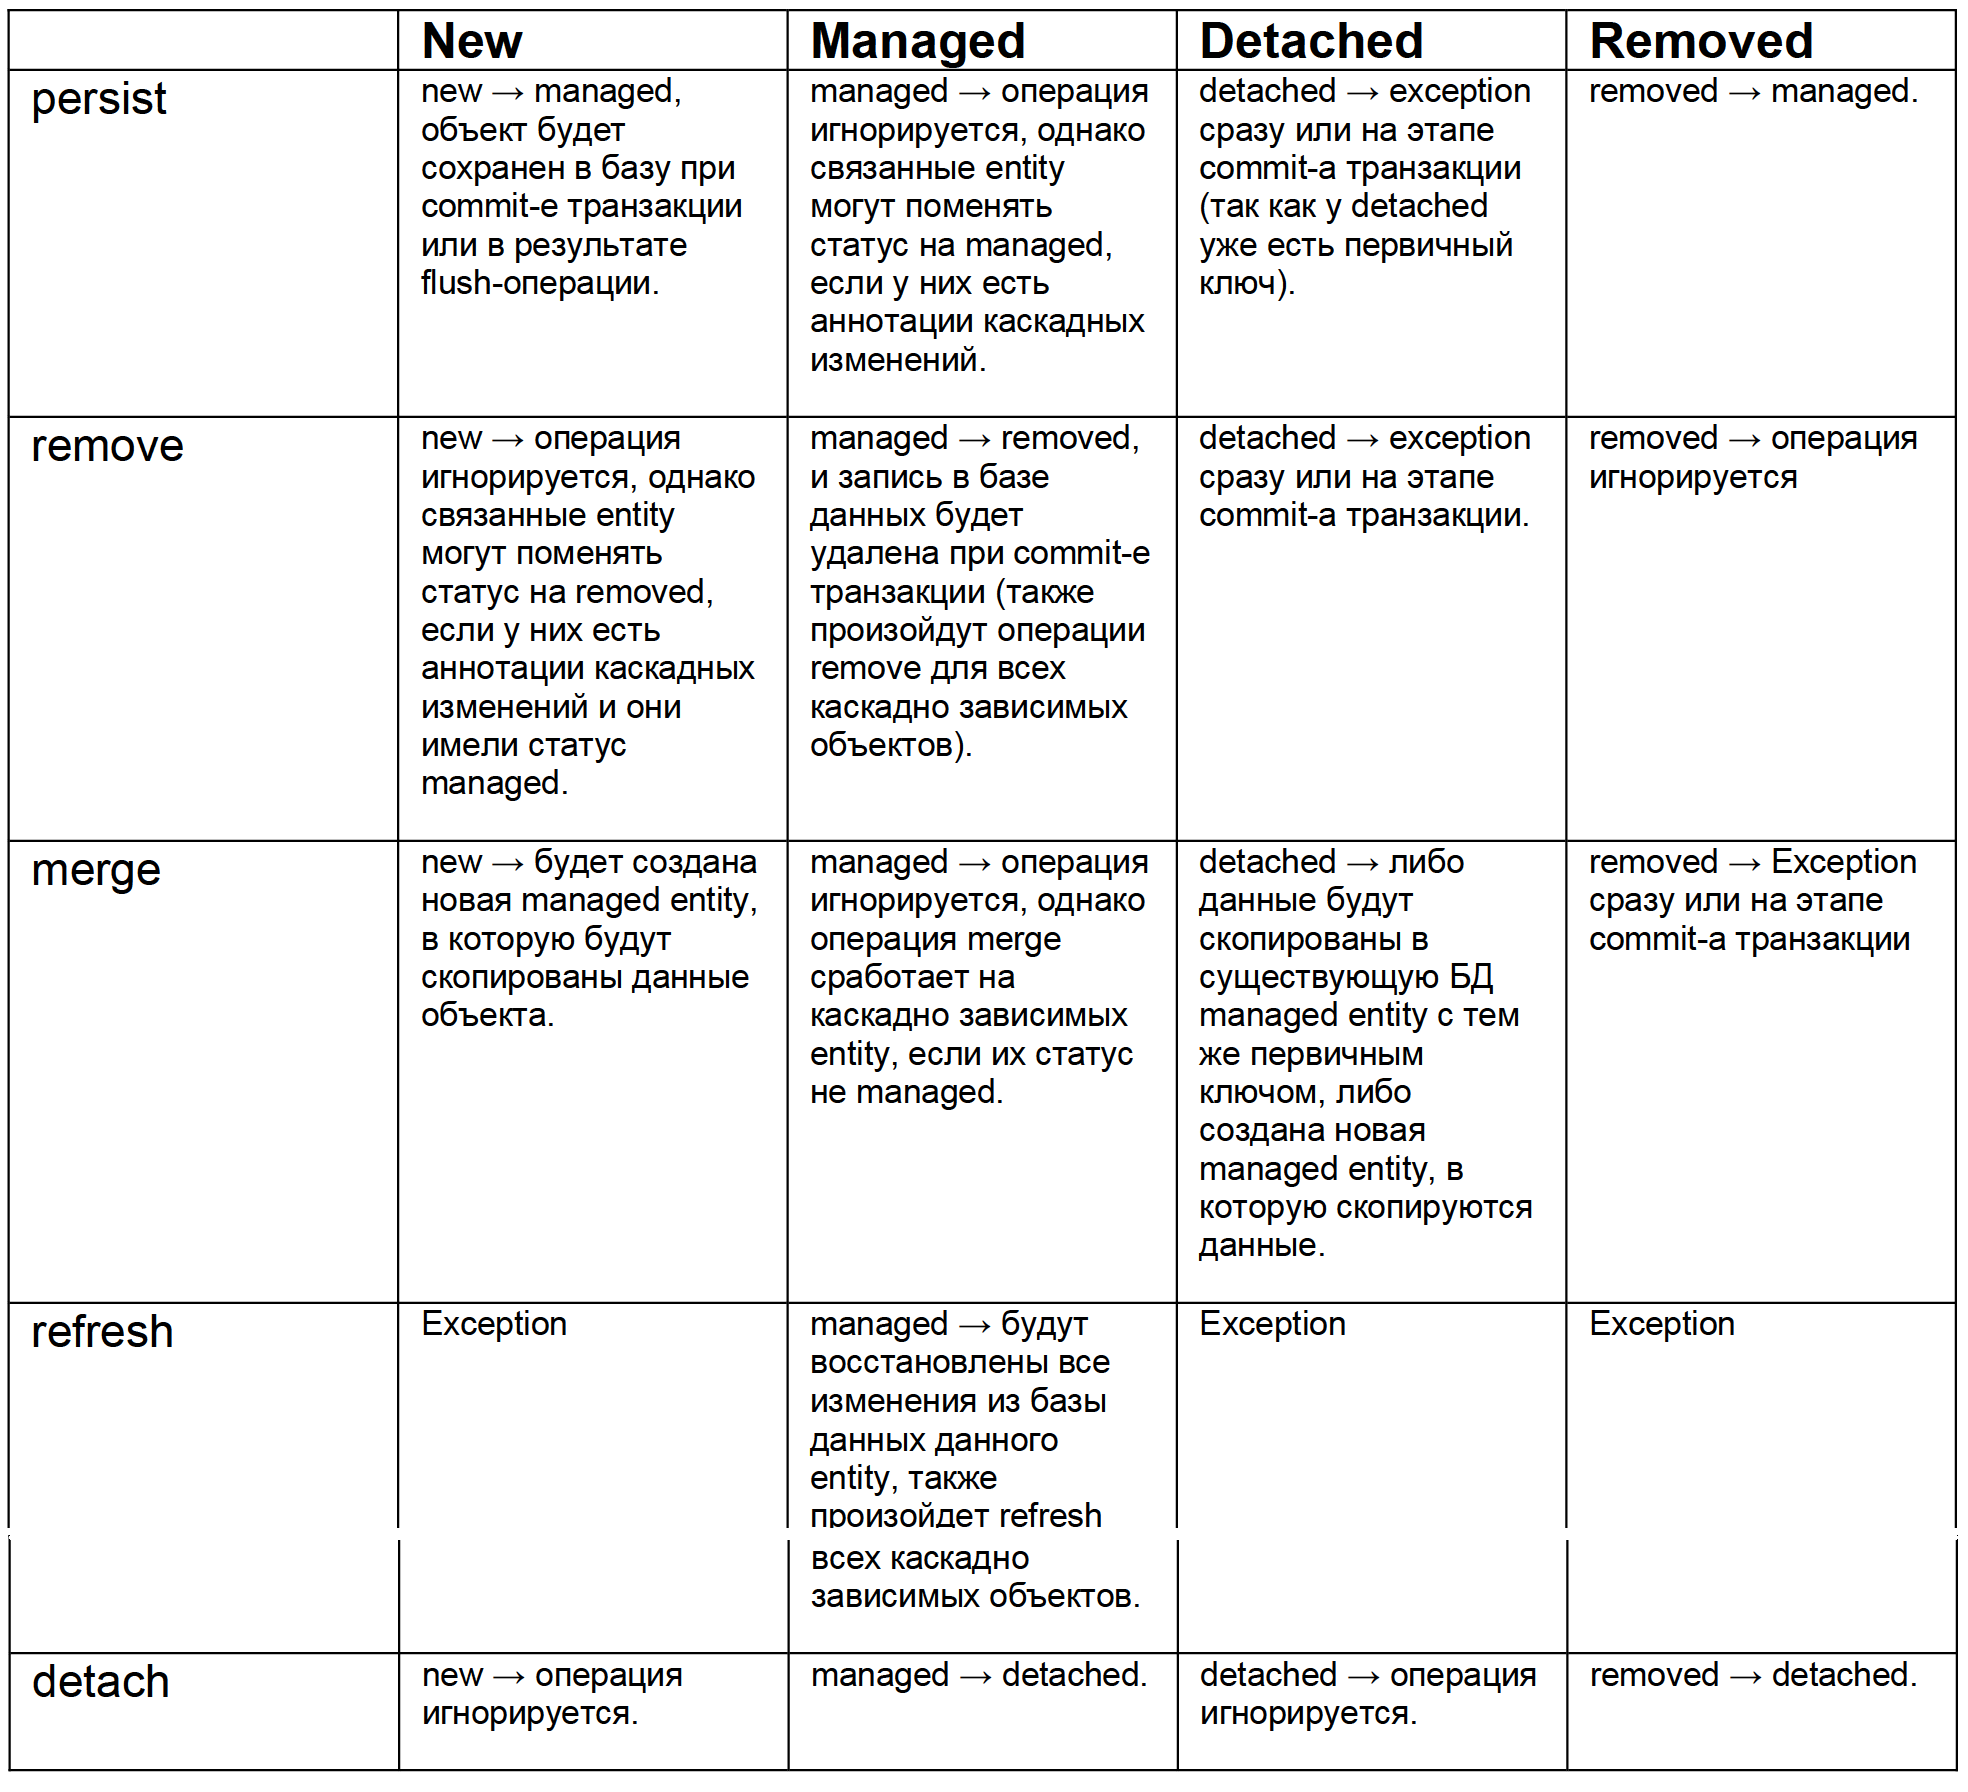 New
Managed
Detached
Removed
persist
new → managed,
объект будет
сохранен в базу при
commit-е транзакции
или в результате
flush-операции.
managed → операция
игнорируется, однако
связанные entity
могут поменять
статус на managed,
если у них есть
аннотации каскадных
изменений.
detached → exception
сразу или на этапе
commit-а транзакции
(так как у detached
уже есть первичный
ключ).
removed → managed.
remove
new → операция
игнорируется, однако
связанные entity
могут поменять
статус на removed,
если у них есть
аннотации каскадных
изменений и они
имели статус
managed.
managed → removed,
и запись в базе
данных будет
удалена при commit-е
транзакции (также
произойдут операции
remove для всех
каскадно зависимых
объектов).
detached → exception
сразу или на этапе
commit-а транзакции.
removed → операция
игнорируется
merge
new → будет создана
новая managed entity,
в которую будут
скопированы данные
объекта.
managed → операция
игнорируется, однако
операция merge
сработает на
каскадно зависимых
entity, если их статус
не managed.
detached → либо
данные будут
скопированы в
существующую БД
managed entity с тем
же первичным
ключом, либо
создана новая
managed entity, в
которую скопируются
данные.
removed → Exception
сразу или на этапе
commit-а транзакции
refresh
Exception
managed → будут
восстановлены все
изменения из базы
данных данного
entity, также
произойдет refresh
всех каскадно
зависимых объектов.
Exception
Exception
detach
new → операция
игнорируется.
managed → detached.
detached → операция
игнорируется.
removed → detached.